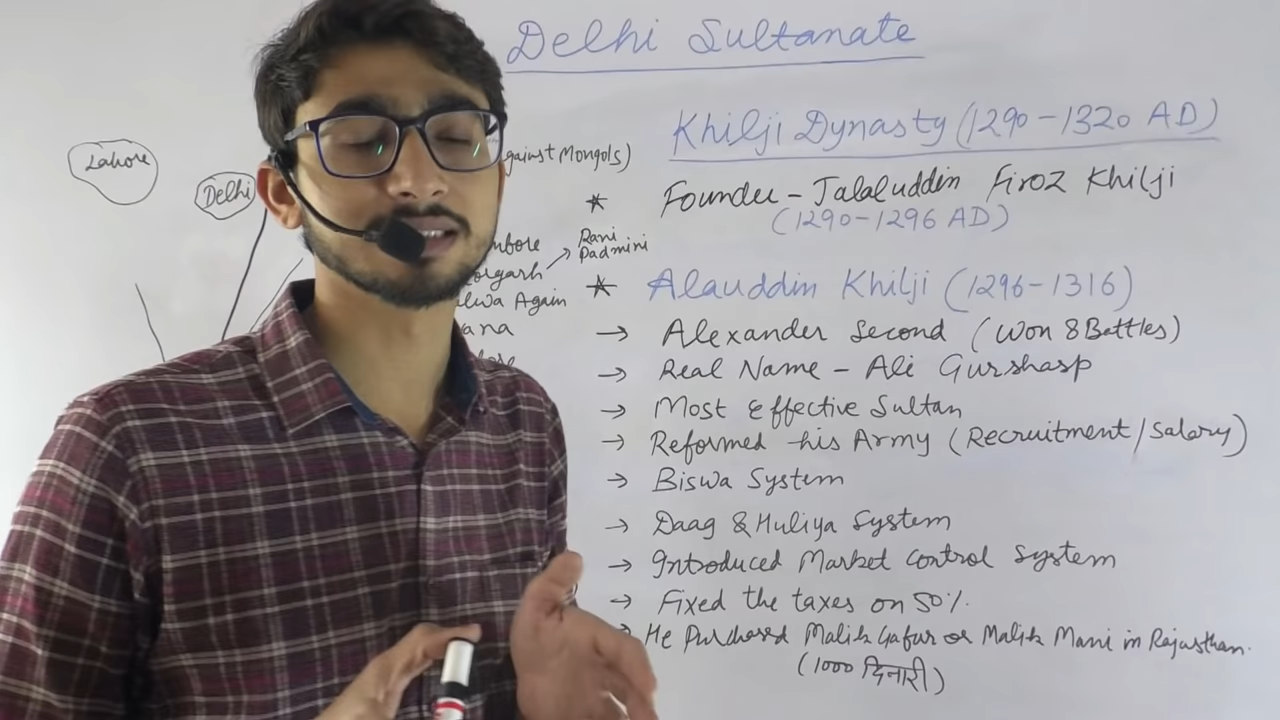 Delhi Sultanate
Khilji Dynasty (1290-1320 AD)
Lahore
Delhi
gainst Mongols)
Founder - Jalaluddin Firoz Khilji
(1290-1296 AD)
Rani
Padmini
* Alauddin Khilji (1296-1316)
lwa Again
ana
→ Alexander Second (Won 8 Battles)
→ Real Name - Ali Gurshasp
→ Most Effective Sultan
→ Reformed his Army (Recruitment/Salary)
→ Biswa System
→ Daag & Huliya System
→ Introduced Market Control System
→ Fixed the taxes on 50%.
He Purchased Malik Gafur or Malik Mani in Rajasthan.
(1000 दिनारी)